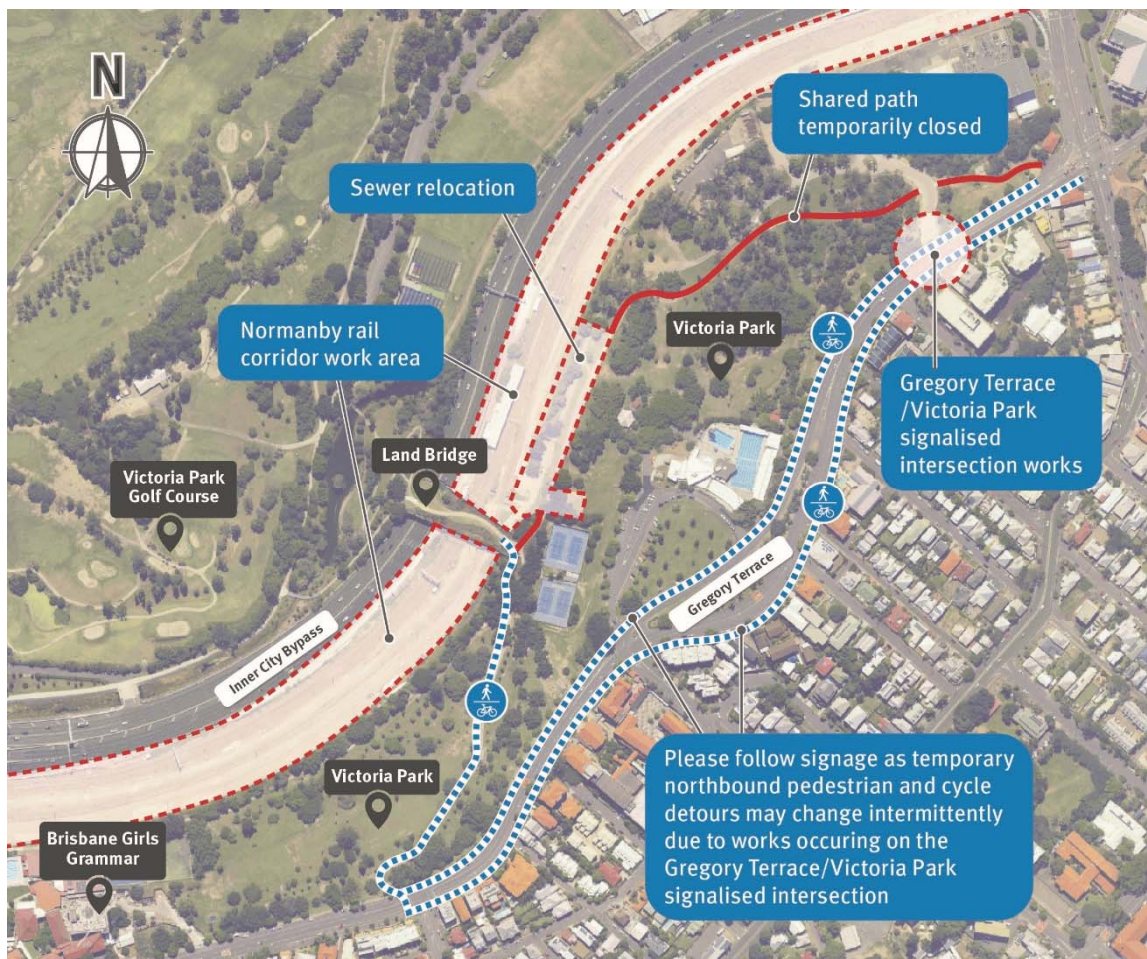 N
Shared path
temporarily closed
Sewer relocation
Normanby rail
corridor work area
Victoria Park
Gregory Terrace
/Victoria Park
signalised
intersection works
Land Bridge
Victoria Park
Golf Course
Gregory Terrace
Inner City Bypass
Please follow signage as temporary
northbound pedestrian and cycle
detours may change intermittently
due to works occuring on the
Gregory Terrace/Victoria Park
signalised intersection
Victoria Park
Brisbane Girls
Grammar